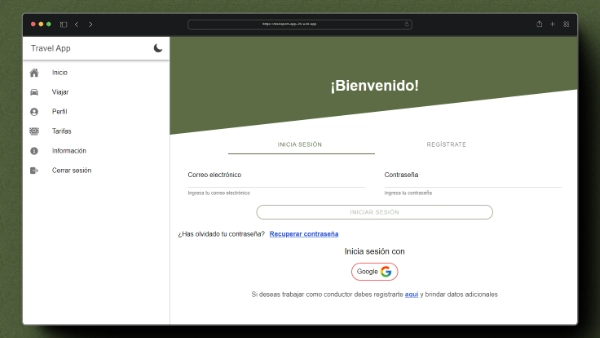 Travel App
Inicio
Viajar
Perfil
Tarifas
Información
Cerrar sesión
¡Bienvenido!
INICIA SESIÓN
REGÍSTRATE
Correo electrónico
Contraseña
Ingresa tu correo electrónico
Ingresa tu contraseña
INICIAR SESIÓN
¿Has olvidado tu contraseña? Recuperar contraseña
Inicia sesión con
Google
Si deseas trabajar como conductor debes registrarte aquí y brindar datos adicionales